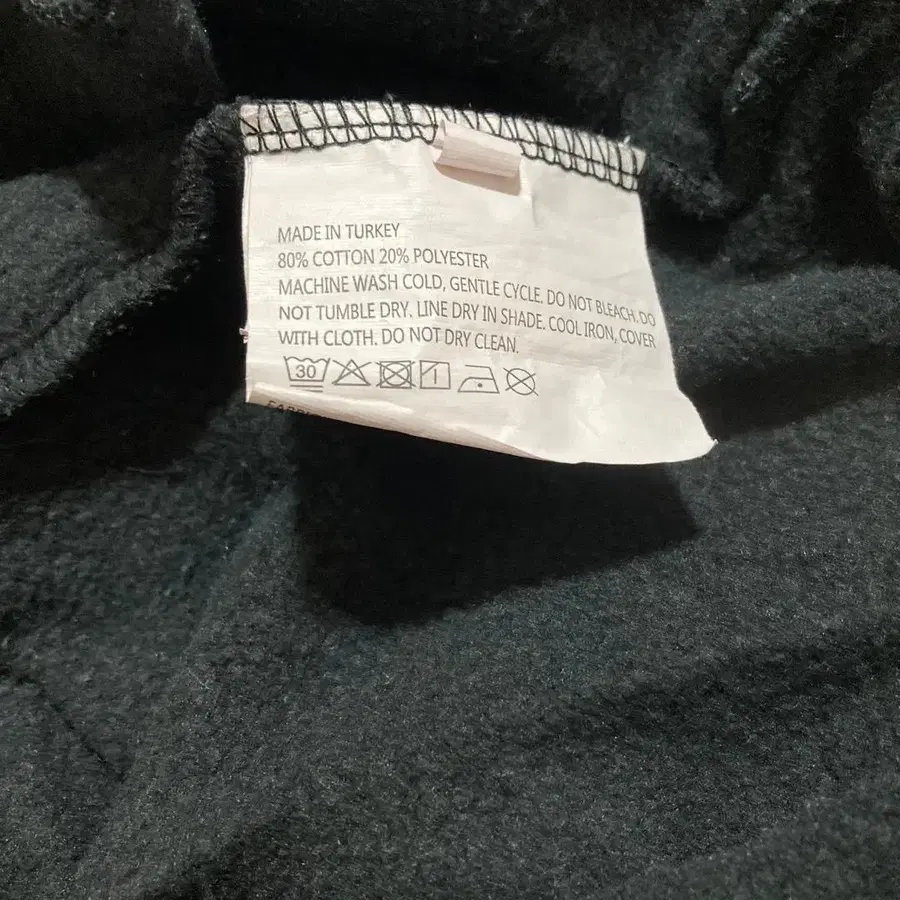 MADE IN TURKEY
80% COTTON 20% POLYESTER
MACHINE WASH COLD, GENTLE CYCLE. DO NOT BLEACH. DO
NOT TUMBLE DRY. LINE DRY IN SHADE. COOL IRON, COVER
WITH CLOTH. DO NOT DRY CLEAN.
30